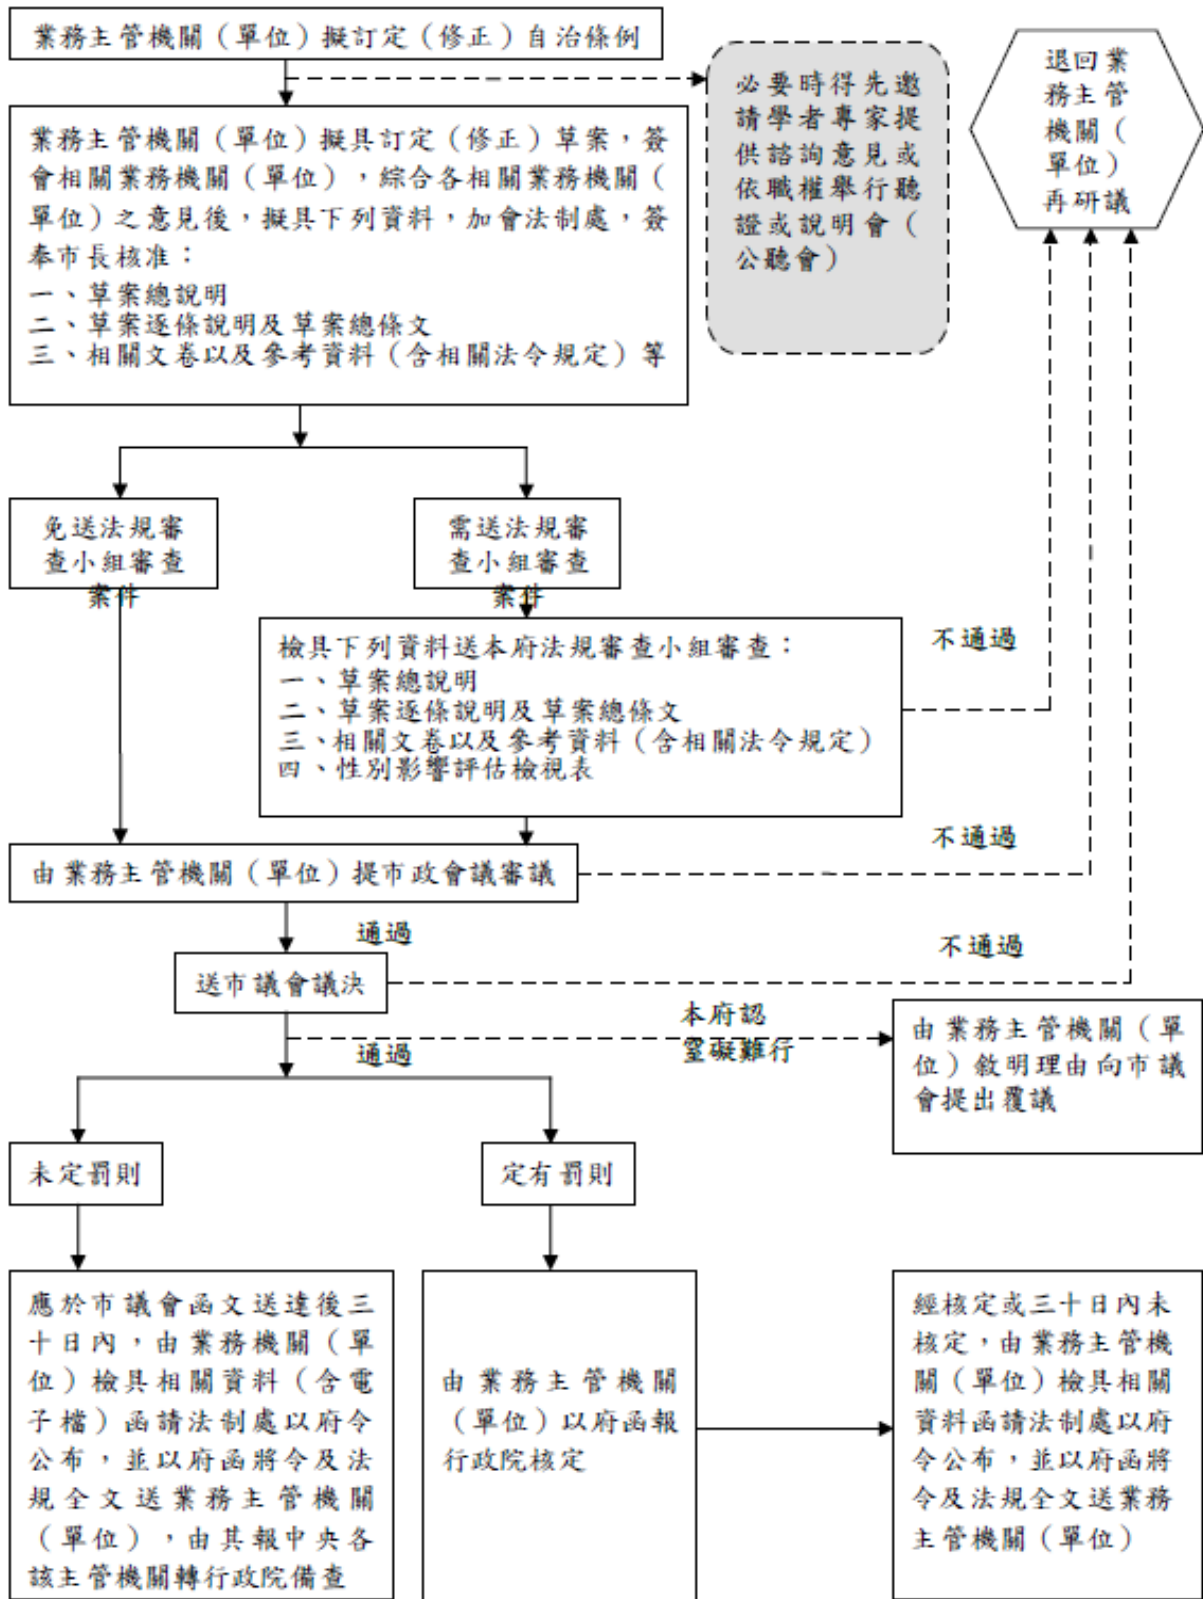 業務主管機關（單位）擬訂定（修正）自治條例
必要時得先邀
請學者專家提
供諮詢意見或
依職權舉行聽
證或說明會（
公聽會）
退回業
務主管
機關（
單位）
再研議
業務主管機關（單位）擬具訂定（修正）草案，簽
會相關業務機關（單位），綜合各相關業務機關（
單位）之意見後，擬具下列資料，加會法制處，簽
奉市長核准：
一、草案總說明
二、草案逐條說明及草案總條文
三、相關文卷以及參考資料（含相關法令規定）等
免送法規審
查小組審查
案件
需送法規審
查小組審查
案件
檢具下列資料送本府法規審查小組審查：
一、草案總說明
二、草案逐條說明及草案總條文
三、相關文卷以及參考資料（含相關法令規定）
四、性別影響評估檢視表
不通過
由業務主管機關（單位）提市政會議審議
不通過
通過
送市議會議決
不通過
通過
本府認
窒礙難行
由業務主管機關（單
位）敘明理由向市議
會提出覆議
未定罰則
定有罰則
應於市議會函文送達後三
十日內，由業務機關（單
位）檢具相關資料（含電
子檔）函請法制處以府令
公布，並以府函將令及法
規全文送業務主管機關
（單位），由其報中央各
該主管機關轉行政院備查
由業務主管機關
（單位）以府函報
行政院核定
經核定或三十日內未
核定，由業務主管機
關（單位）檢具相關
資料函請法制處以府
令公布，並以府函將
令及法規全文送業務
主管機關（單位）